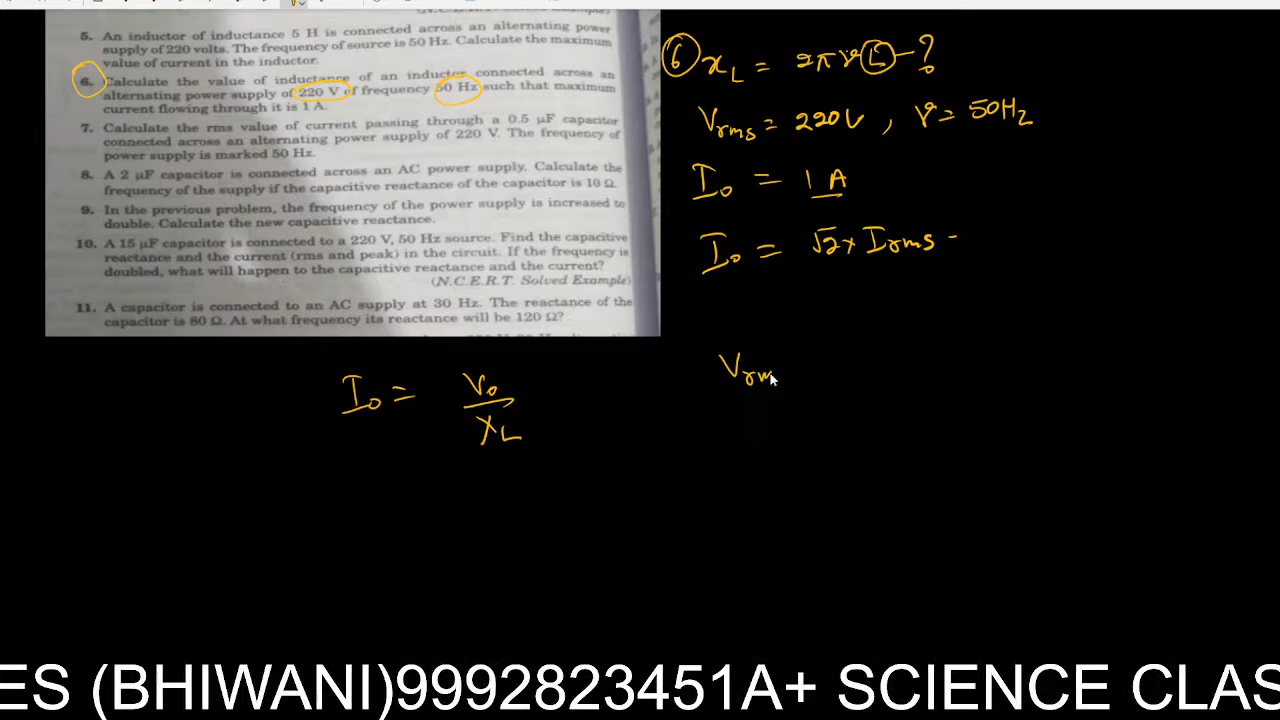 5. An inductor of inductance 5 H is connected across an alternating power
supply of 220 volts. The frequency of source is 50 Hz. Calculate the maximum
value of current in the inductor.
6. Calculate the value of inductance of an inductor connected across an
alternating power supply of 220 V of frequency 50 Hz such that maximum
current flowing through it is 1 A.
7. Calculate the rms value of current passing through a 0.5 μF capacitor
connected across an alternating power supply of 220 V. The frequency of
power supply is marked 50 Hz.
8. A 2 μF capacitor is connected across an AC power supply. Calculate the
frequency of the supply if the capacitive reactance of the capacitor is 10 Ω.
9. In the previous problem, the frequency of the power supply is increased to
double. Calculate the new capacitive reactance.
10. A 15 μF capacitor is connected to a 220 V, 50 Hz source. Find the capacitive
reactance and the current (rms and peak) in the circuit. If the frequency is
doubled, what will happen to the capacitive reactance and the current?
(N.C.E.R.T. Solved Example)
11. A capacitor is connected to an AC supply at 30 Hz. The reactance of the
capacitor is 80 Ω. At what frequency its reactance will be 120 Ω?
⑥ x_L = 2πν L – ?
V_rms = 220V , ν = 50Hz
I₀ = 1 A
I₀ = √2 × I_rms -
I₀ = V₀/X_L
V_rm
ES (BHIWANI)9992823451A+ SCIENCE CLAS